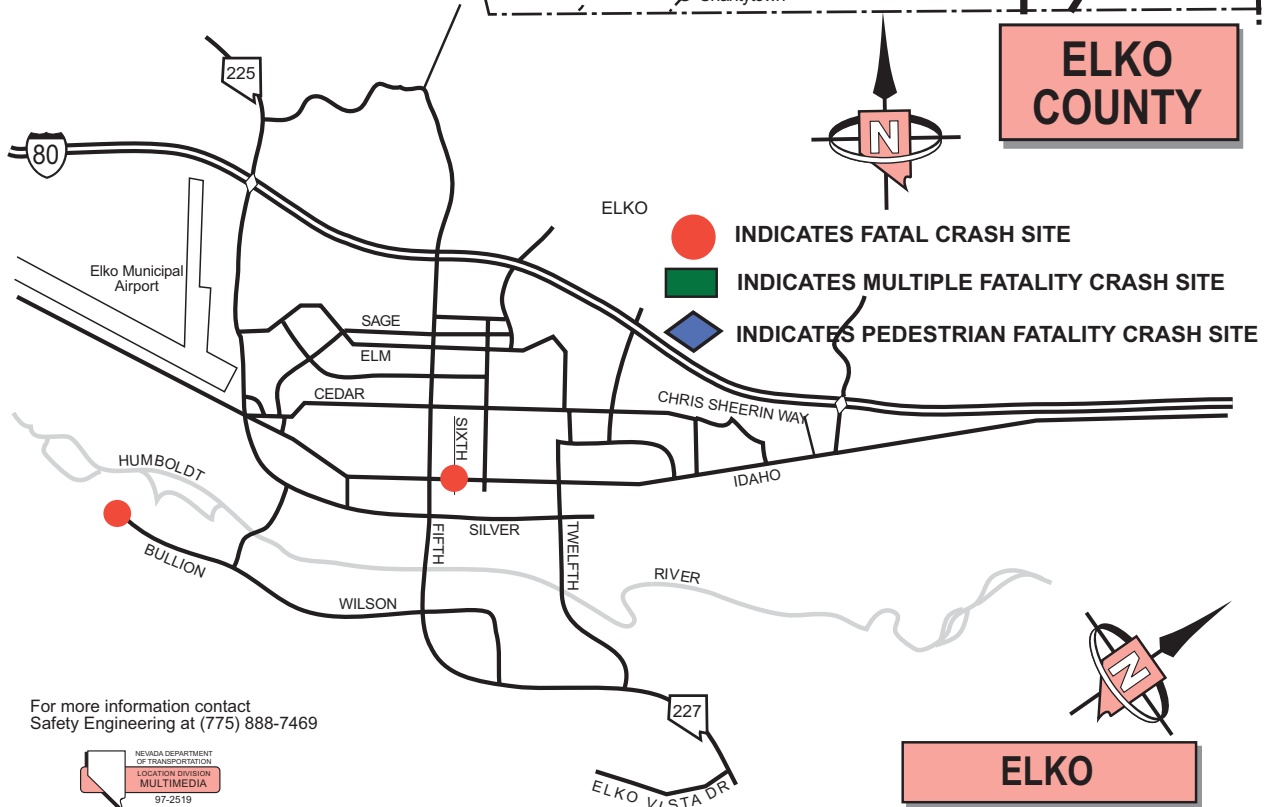 Charitytown
225
ELKO
COUNTY
N
80
ELKO
INDICATES FATAL CRASH SITE
INDICATES MULTIPLE FATALITY CRASH SITE
INDICATES PEDESTRIAN FATALITY CRASH SITE
Elko Municipal
Airport
SAGE
ELM
CEDAR
CHRIS SHEERIN WAY
SIXTH
HUMBOLDT
IDAHO
SILVER
FIFTH
TWELFTH
BULLION
RIVER
WILSON
N
For more information contact
Safety Engineering at (775) 888-7469
227
NEVADA DEPARTMENT
OF TRANSPORTATION
LOCATION DIVISION
MULTIMEDIA
97-2519
ELKO VISTA DR
ELKO